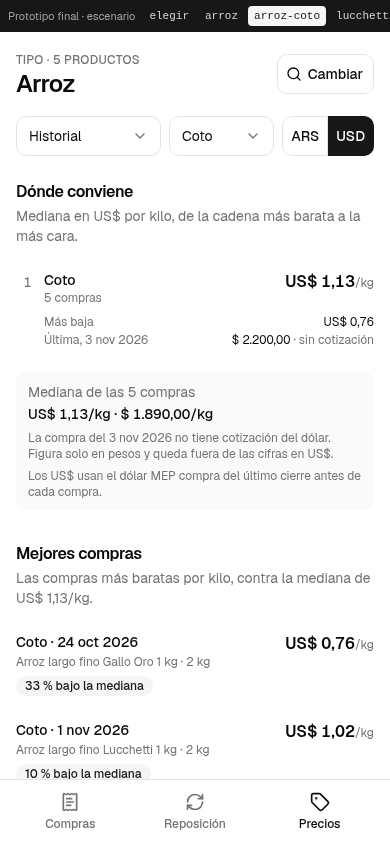 Prototipo final · escenario elegir arroz arroz-coto lucchett
TIPO · 5 PRODUCTOS
Arroz
Cambiar
Historial
Coto
ARS USD
Dónde conviene
Mediana en US$ por kilo, de la cadena más barata a la
más cara.
1 Coto US$ 1,13/kg
5 compras
Más baja US$ 0,76
Última, 3 nov 2026 $ 2.200,00 · sin cotización
Mediana de las 5 compras
US$ 1,13/kg · $ 1.890,00/kg
La compra del 3 nov 2026 no tiene cotización del dólar.
Figura solo en pesos y queda fuera de las cifras en US$.
Los US$ usan el dólar MEP compra del último cierre antes de
cada compra.
Mejores compras
Las compras más baratas por kilo, contra la mediana de
US$ 1,13/kg.
Coto · 24 oct 2026 US$ 0,76/kg
Arroz largo fino Gallo Oro 1 kg · 2 kg
33 % bajo la mediana
Coto · 1 nov 2026 US$ 1,02/kg
Arroz largo fino Lucchetti 1 kg · 2 kg
10 % bajo la mediana
Compras Reposición Precios